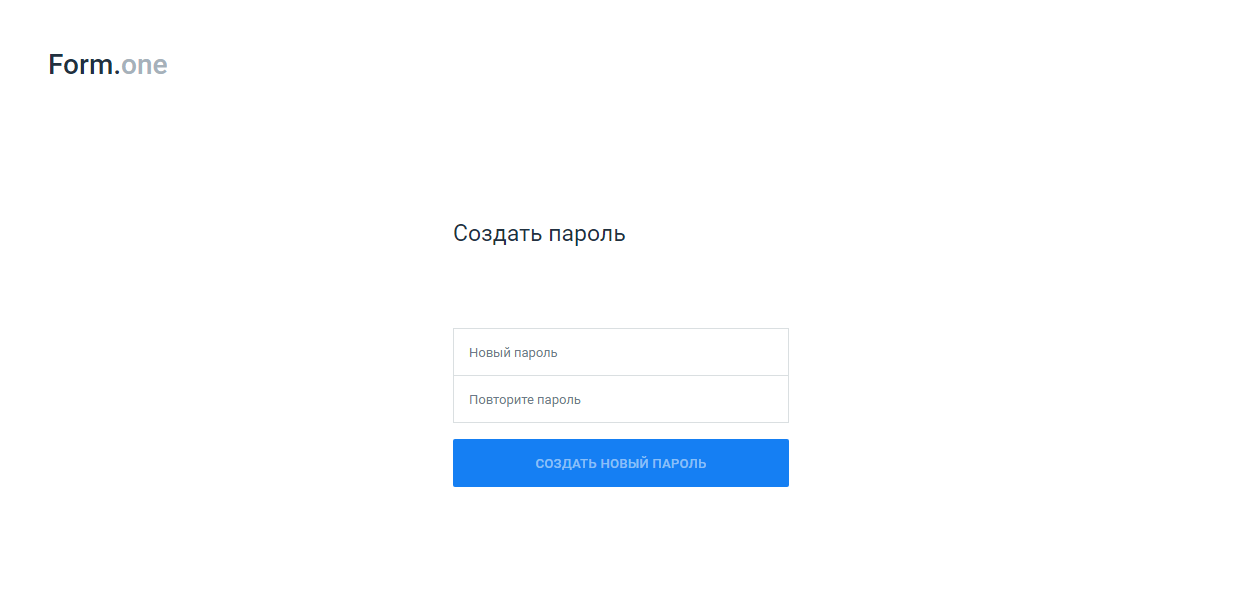 Form.one
Создать пароль
Новый пароль
Повторите пароль
СОЗДАТЬ НОВЫЙ ПАРОЛЬ